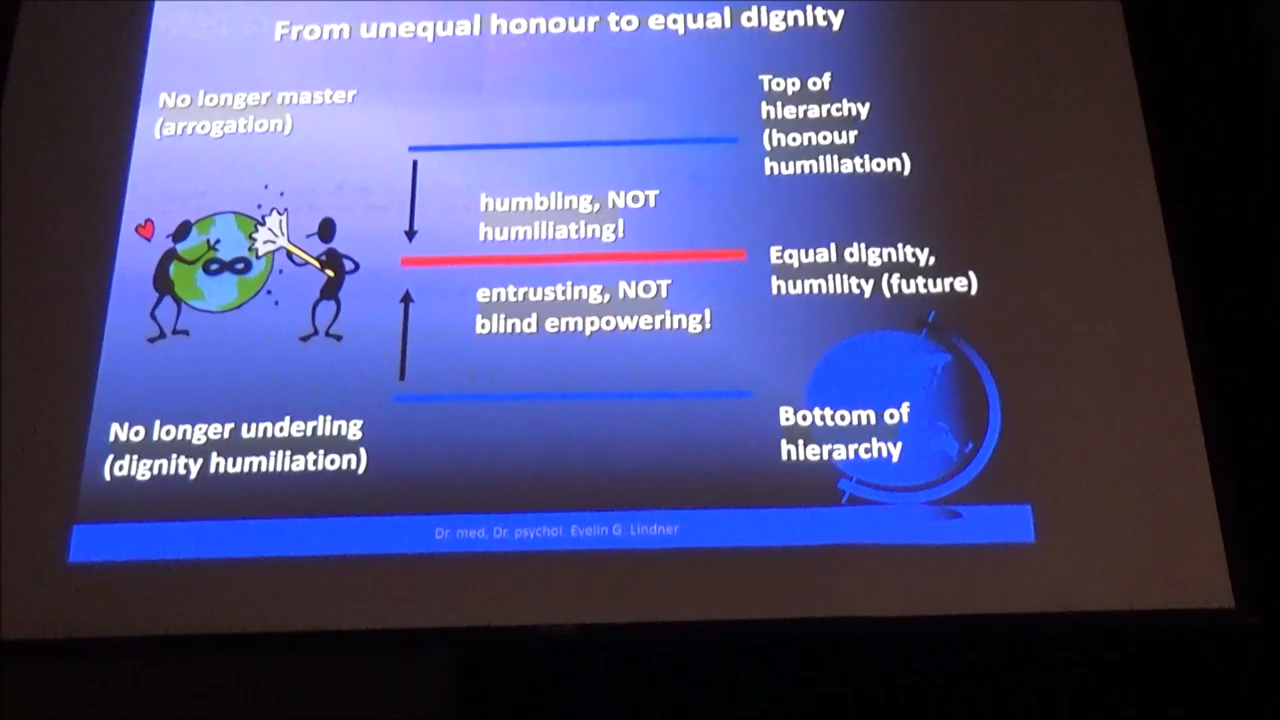 From unequal honour to equal dignity
No longer master
(arrogation)
Top of
hierarchy
(honour
humiliation)
humbling, NOT
humiliating!
Equal dignity,
humility (future)
entrusting, NOT
blind empowering!
No longer underling
(dignity humiliation)
Bottom of
hierarchy
Dr. med, Dr. psychol. Evelin G. Lindner